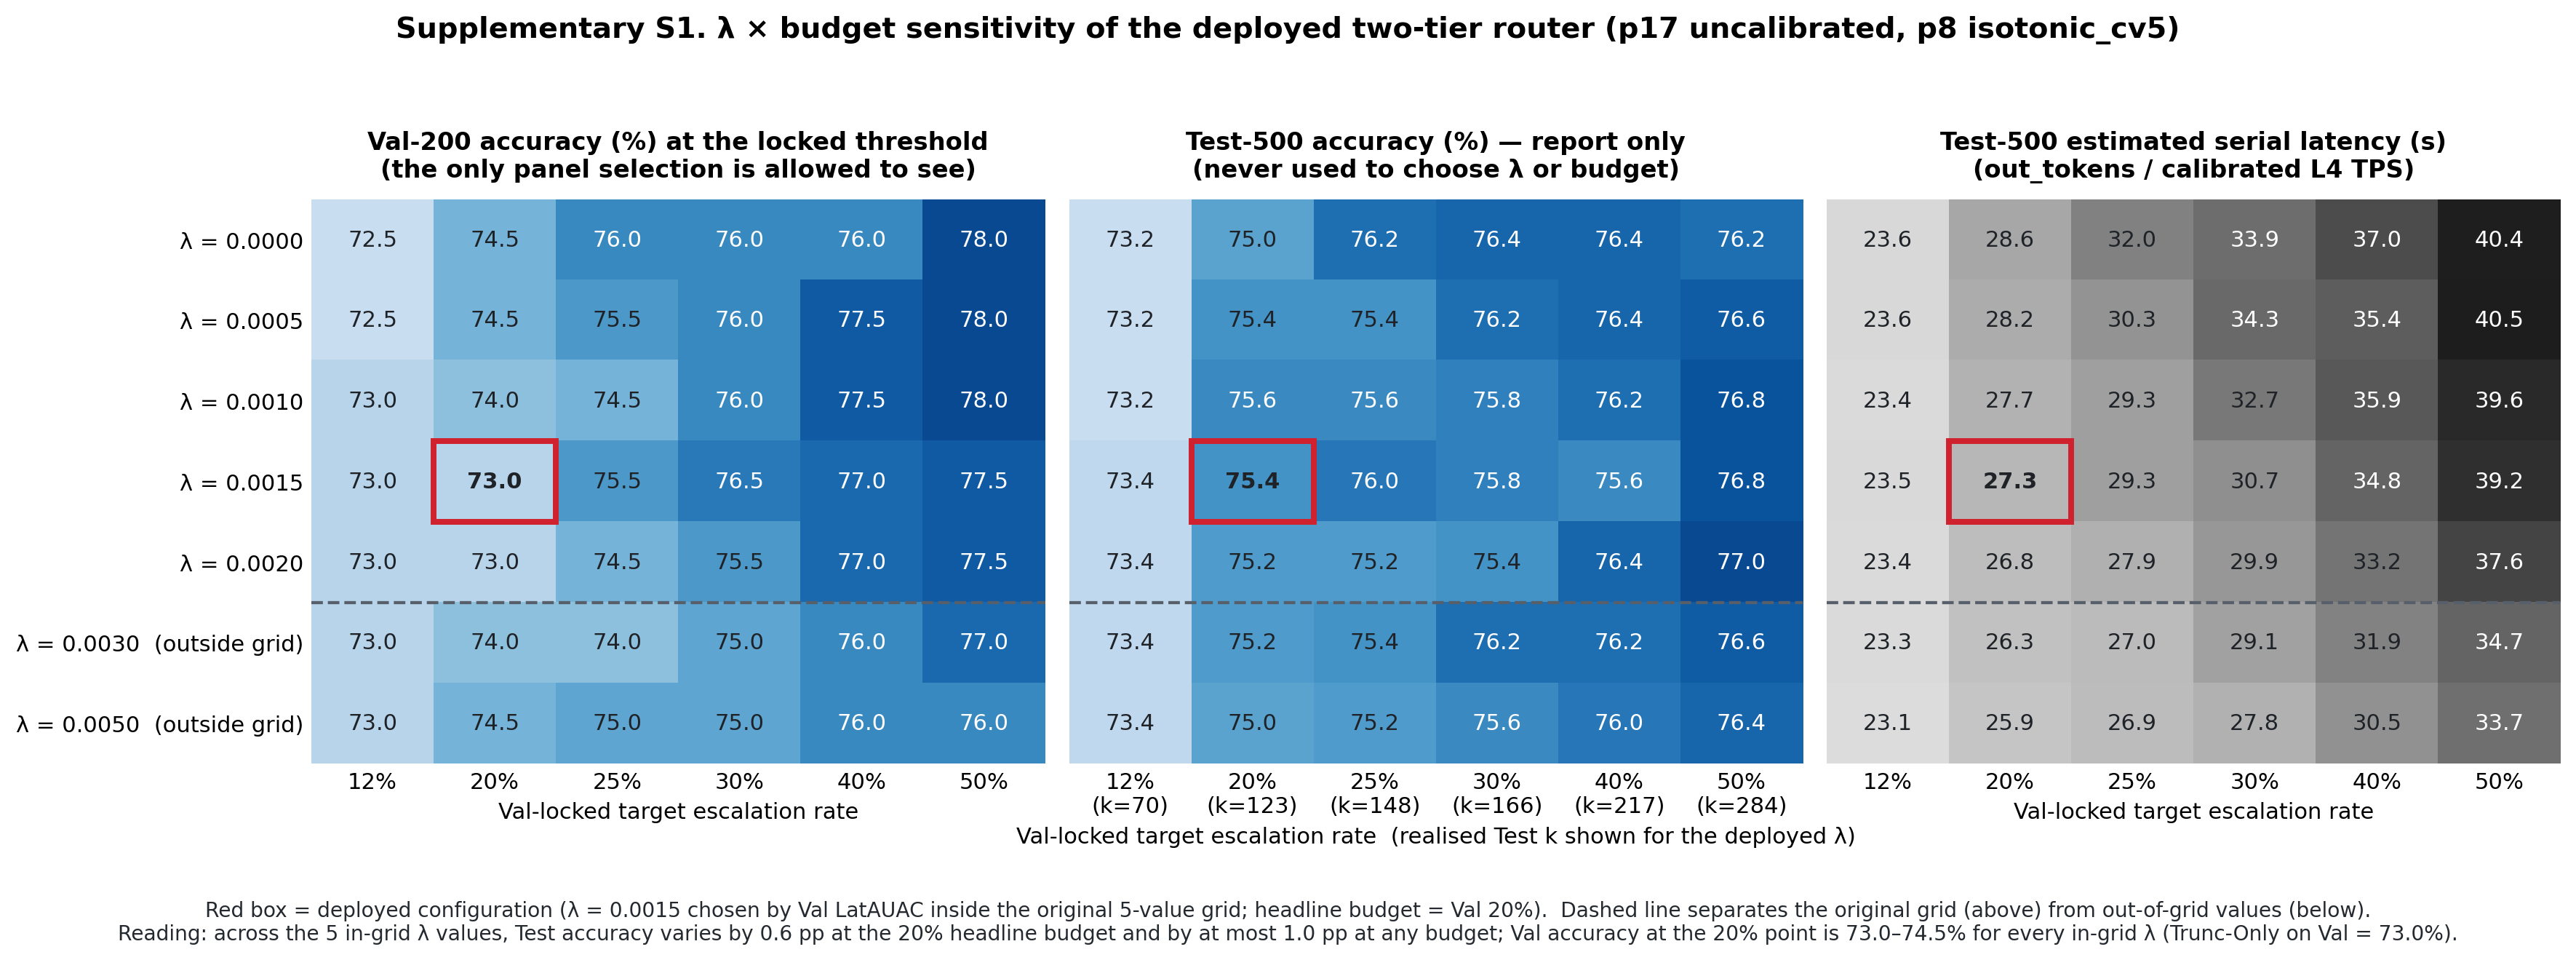 Supplementary S1. λ × budget sensitivity of the deployed two-tier router (p17 uncalibrated, p8 isotonic_cv5)
Val-200 accuracy (%) at the locked threshold
(the only panel selection is allowed to see)
Test-500 accuracy (%) — report only
(never used to choose λ or budget)
Test-500 estimated serial latency (s)
(out_tokens / calibrated L4 TPS)
λ = 0.0000 72.5 74.5 76.0 76.0 76.0 78.0 73.2 75.0 76.2 76.4 76.4 76.2 23.6 28.6 32.0 33.9 37.0 40.4
λ = 0.0005 72.5 74.5 75.5 76.0 77.5 78.0 73.2 75.4 75.4 76.2 76.4 76.6 23.6 28.2 30.3 34.3 35.4 40.5
λ = 0.0010 73.0 74.0 74.5 76.0 77.5 78.0 73.2 75.6 75.6 75.8 76.2 76.8 23.4 27.7 29.3 32.7 35.9 39.6
λ = 0.0015 73.0 73.0 75.5 76.5 77.0 77.5 73.4 75.4 76.0 75.8 75.6 76.8 23.5 27.3 29.3 30.7 34.8 39.2
λ = 0.0020 73.0 73.0 74.5 75.5 77.0 77.5 73.4 75.2 75.2 75.4 76.4 77.0 23.4 26.8 27.9 29.9 33.2 37.6
λ = 0.0030 (outside grid) 73.0 74.0 74.0 75.0 76.0 77.0 73.4 75.2 75.4 76.2 76.2 76.6 23.3 26.3 27.0 29.1 31.9 34.7
λ = 0.0050 (outside grid) 73.0 74.5 75.0 75.0 76.0 76.0 73.4 75.0 75.2 75.6 76.0 76.4 23.1 25.9 26.9 27.8 30.5 33.7
12% 20% 25% 30% 40% 50% 12% 20% 25% 30% 40% 50% 12% 20% 25% 30% 40% 50%
(k=70) (k=123) (k=148) (k=166) (k=217) (k=284)
Val-locked target escalation rate
Val-locked target escalation rate (realised Test k shown for the deployed λ)
Val-locked target escalation rate
Red box = deployed configuration (λ = 0.0015 chosen by Val LatAUAC inside the original 5-value grid; headline budget = Val 20%). Dashed line separates the original grid (above) from out-of-grid values (below).
Reading: across the 5 in-grid λ values, Test accuracy varies by 0.6 pp at the 20% headline budget and by at most 1.0 pp at any budget; Val accuracy at the 20% point is 73.0–74.5% for every in-grid λ (Trunc-Only on Val = 73.0%).